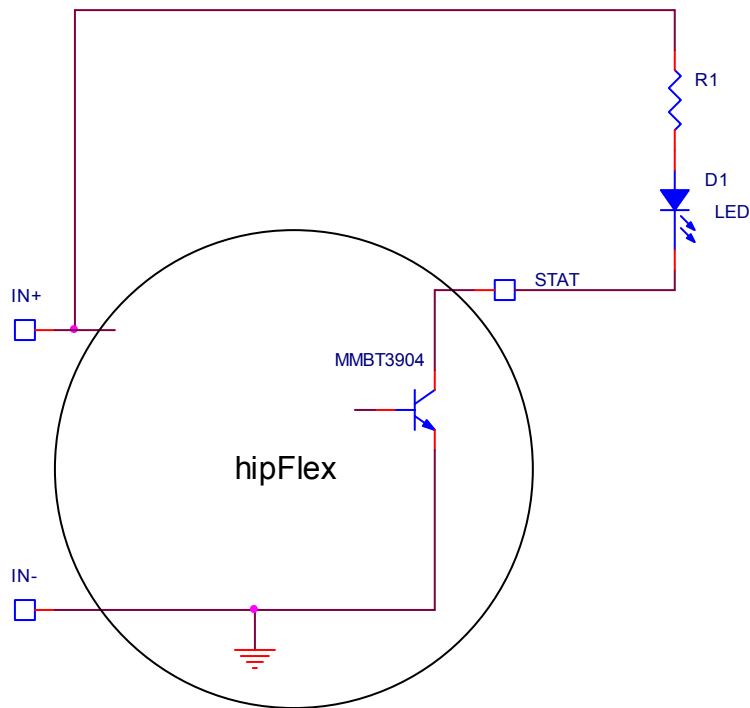 R1
D1
LED
STAT
IN+
MMBT3904
hipFlex
IN-